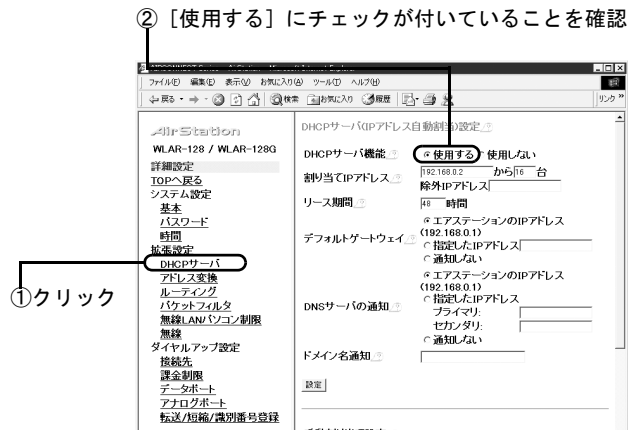 ②［使用する］にチェックが付いていることを確認
AIRCONNECT Series - AirStation - Microsoft Internet Explorer
ファイル(F) 編集(E) 表示(V) お気に入り(A) ツール(T) ヘルプ(H)
戻る 検索 お気に入り 履歴 リンク »
AirStation
WLAR-128 / WLAR-128G
詳細設定
TOPへ戻る
システム設定
基本
パスワード
時間
拡張設定
DHCPサーバ
①クリック
アドレス変換
ルーティング
パケットフィルタ
無線LANパソコン制限
無線
ダイヤルアップ設定
接続先
課金制限
データポート
アナログポート
転送/短縮/識別番号登録
DHCPサーバ(IPアドレス自動割当)設定 ?
DHCPサーバ機能 ? 使用する 使用しない
割り当てIPアドレス ? 192.168.0.2 から 16 台
除外IPアドレス
リース期間 ? 48 時間
デフォルトゲートウェイ ? エアステーションのIPアドレス
(192.168.0.1)
指定したIPアドレス
通知しない
DNSサーバの通知 ? エアステーションのIPアドレス
(192.168.0.1)
指定したIPアドレス
プライマリ:
セカンダリ:
通知しない
ドメイン名通知 ?
設定